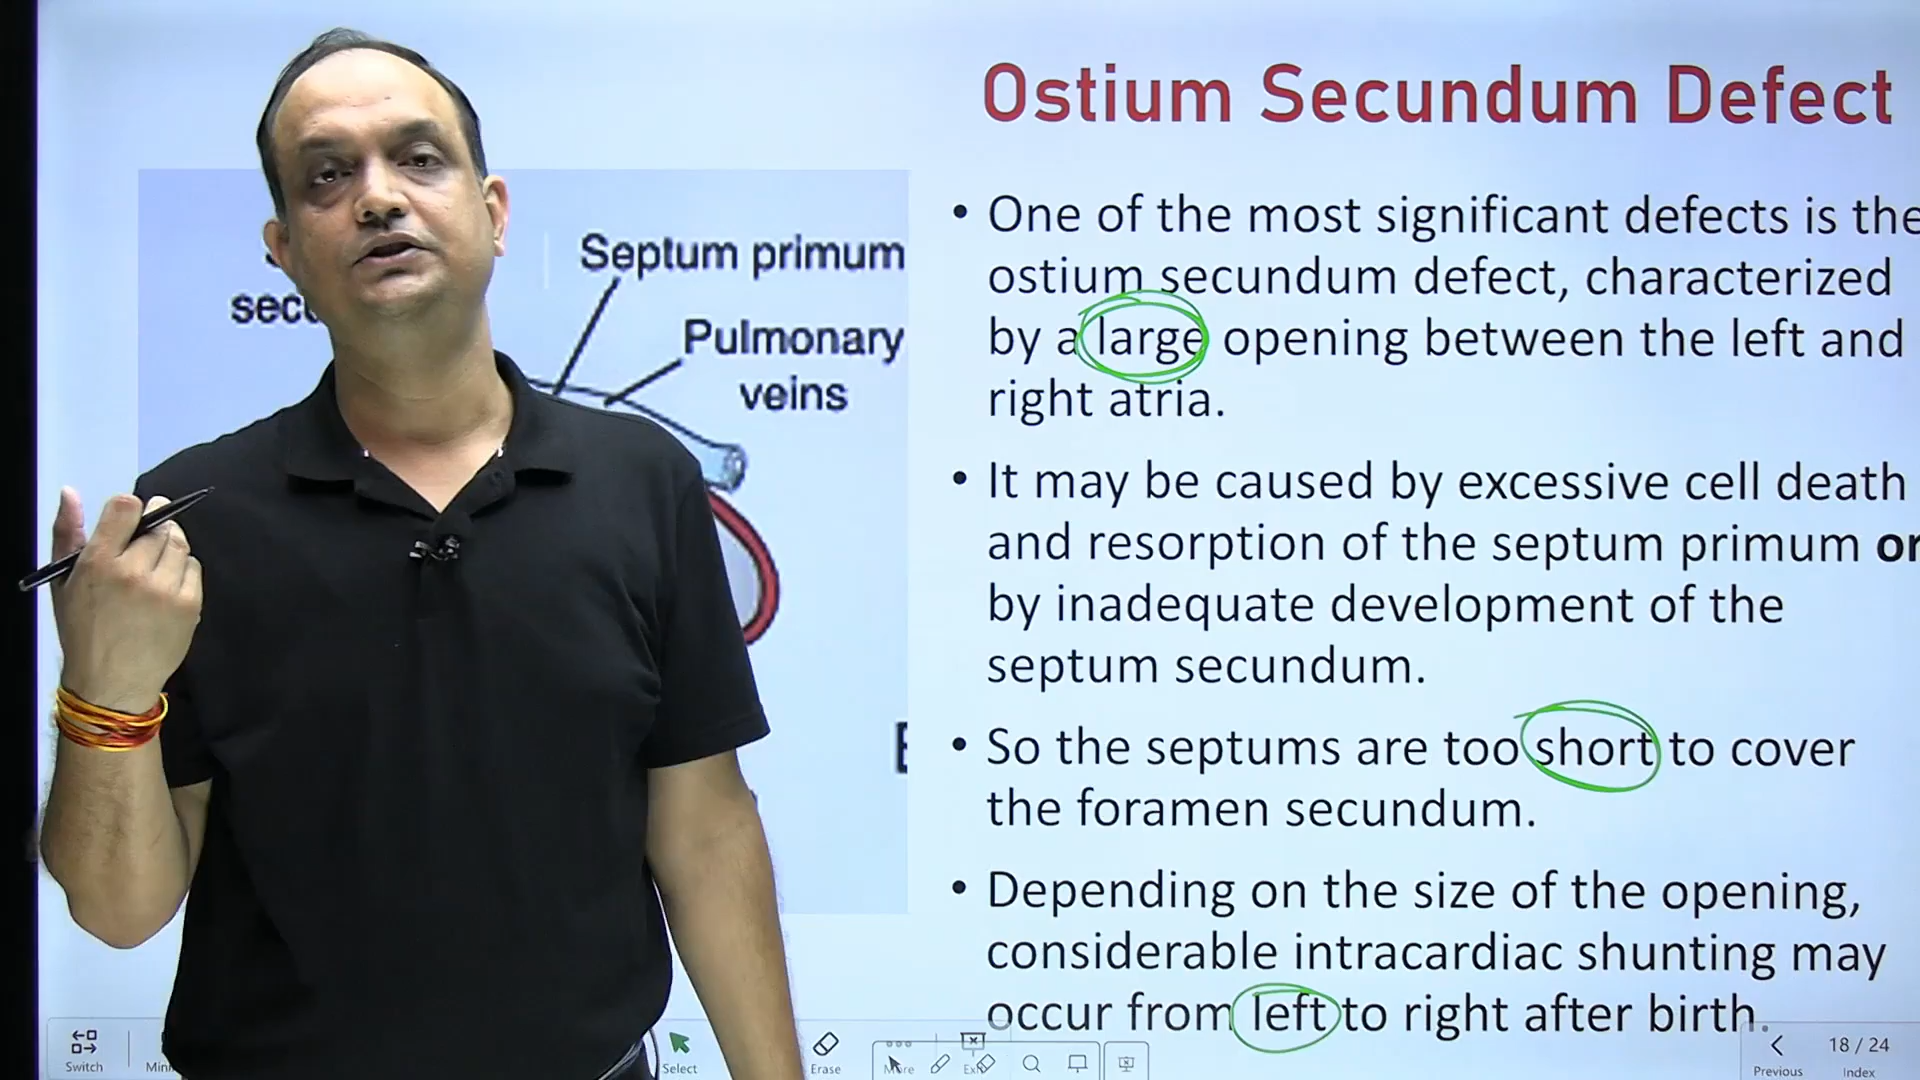 Ostium Secundum Defect
Septum primum
Pulmonary
veins
• One of the most significant defects is the
ostium secundum defect, characterized
by a large opening between the left and
right atria.
• It may be caused by excessive cell death
and resorption of the septum primum or
by inadequate development of the
septum secundum.
• So the septums are too short to cover
the foramen secundum.
• Depending on the size of the opening,
considerable intracardiac shunting may
occur from left to right after birth.
Switch
Select
Erase
More
Previous
18 / 24
Index